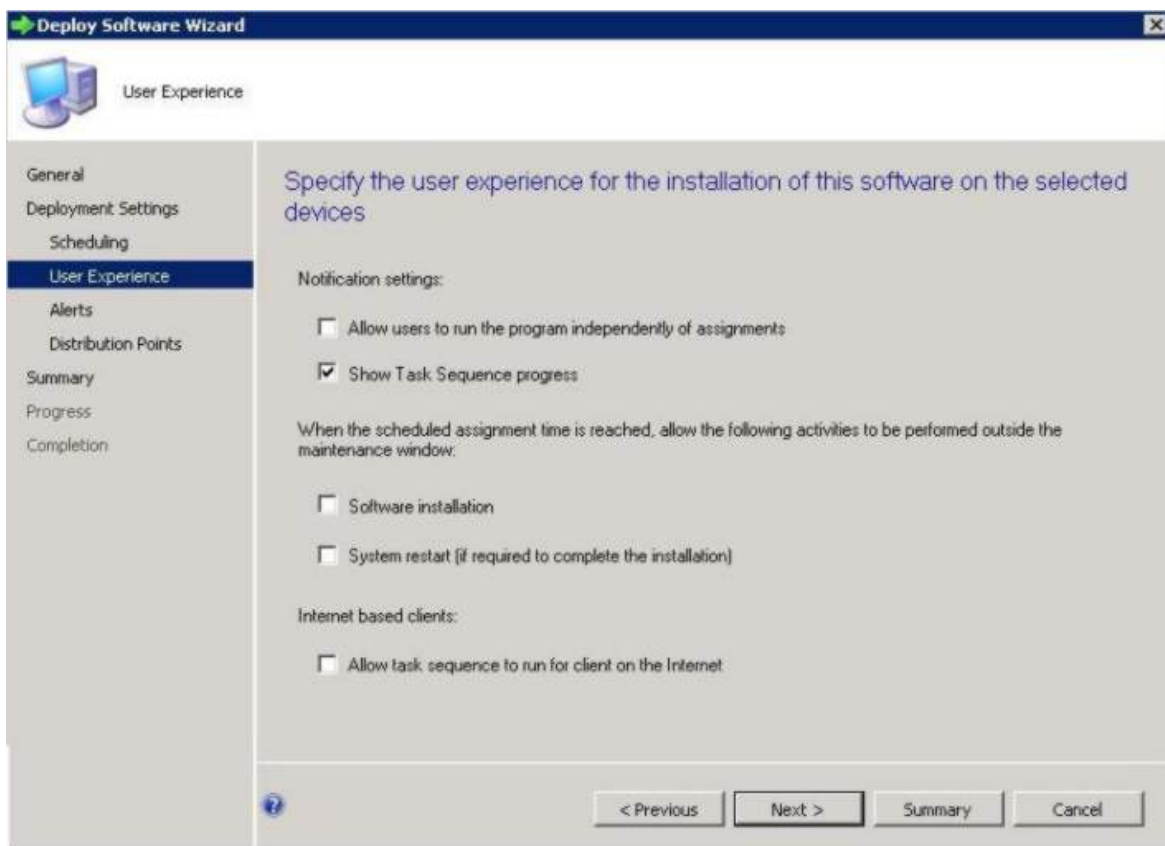 Deploy Software Wizard
User Experience
General
Deployment Settings
Scheduling
User Experience
Alerts
Distribution Points
Summary
Progress
Completion
Specify the user experience for the installation of this software on the selected
devices
Notification settings:
Allow users to run the program independently of assignments
Show Task Sequence progress
When the scheduled assignment time is reached, allow the following activities to be performed outside the
maintenance window:
Software installation
System restart (if required to complete the installation)
Internet based clients:
Allow task sequence to run for client on the Internet
< Previous
Next >
Summary
Cancel